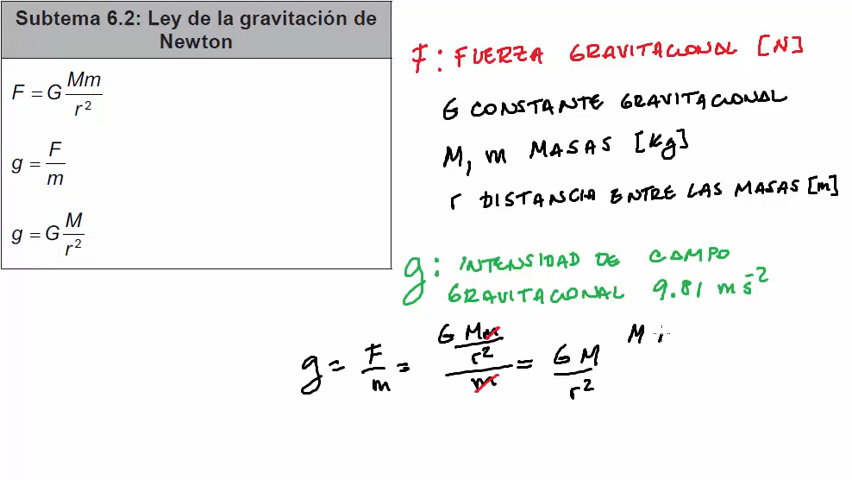 Subtema 6.2: Ley de la gravitación de
Newton
F = G Mm / r²
g = F / m
g = G M / r²
F: FUERZA GRAVITACIONAL [N]
G CONSTANTE GRAVITACIONAL
M, m MASAS [Kg]
r DISTANCIA ENTRE LAS MASAS [m]
g: INTENSIDAD DE CAMPO
GRAVITACIONAL 9.81 m s⁻²
g = F / m = G Mm / r² / m = G M / r²
M